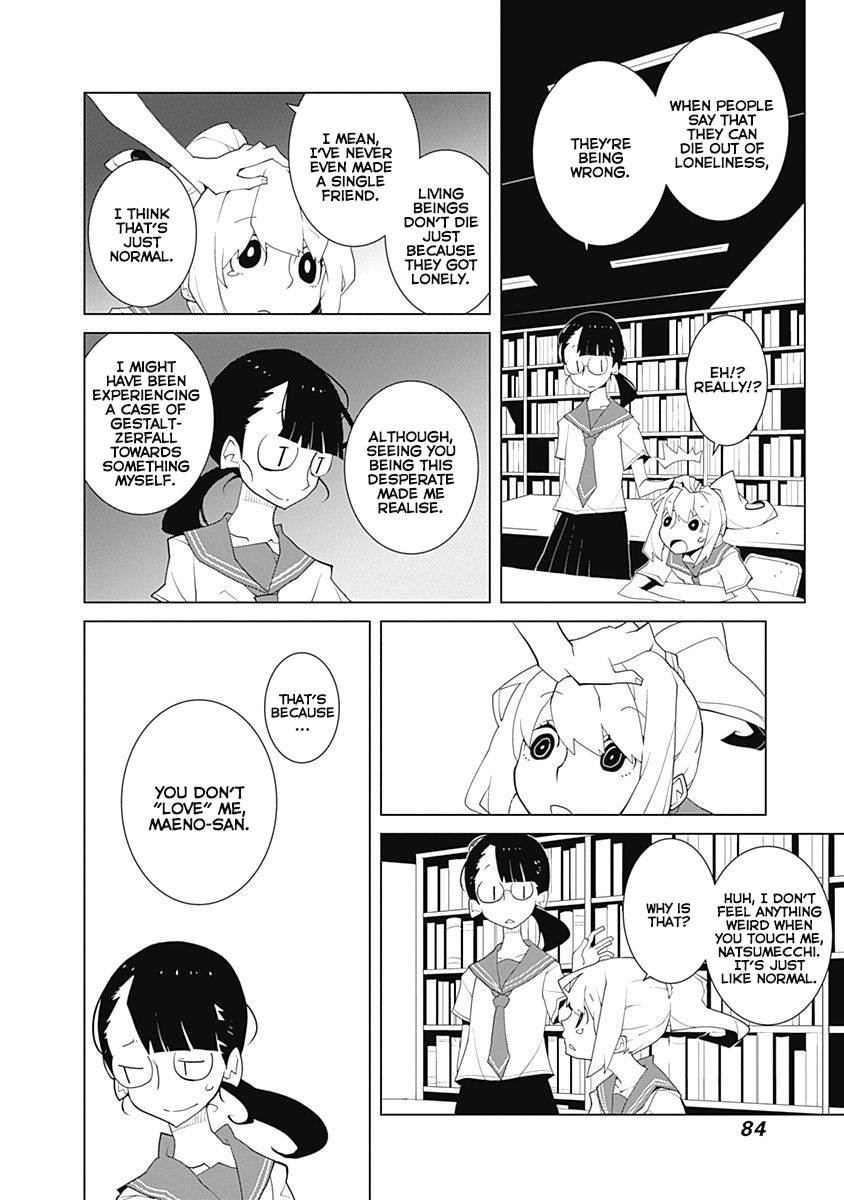 WHEN PEOPLE
SAY THAT
THEY CAN
DIE OUT OF
LONELINESS,
THEY'RE
BEING
WRONG.
EH!?
REALLY!?
LIVING
BEINGS
DON'T DIE
JUST
BECAUSE
THEY GOT
LONELY.
I MEAN,
I'VE NEVER
EVEN MADE
A SINGLE
FRIEND.
I THINK
THAT'S
JUST
NORMAL.
ALTHOUGH,
SEEING YOU
BEING THIS
DESPERATE
MADE ME
REALISE.
I MIGHT
HAVE BEEN
EXPERIENCING
A CASE OF
GESTALT-
ZERFALL
TOWARDS
SOMETHING
MYSELF.
HUH, I DON'T
FEEL ANYTHING
WEIRD WHEN
YOU TOUCH ME,
NATSUMECCHI.
IT'S JUST
LIKE NORMAL.
WHY IS
THAT?
THAT'S
BECAUSE
...
YOU DON'T
"LOVE" ME,
MAENO-SAN.
84